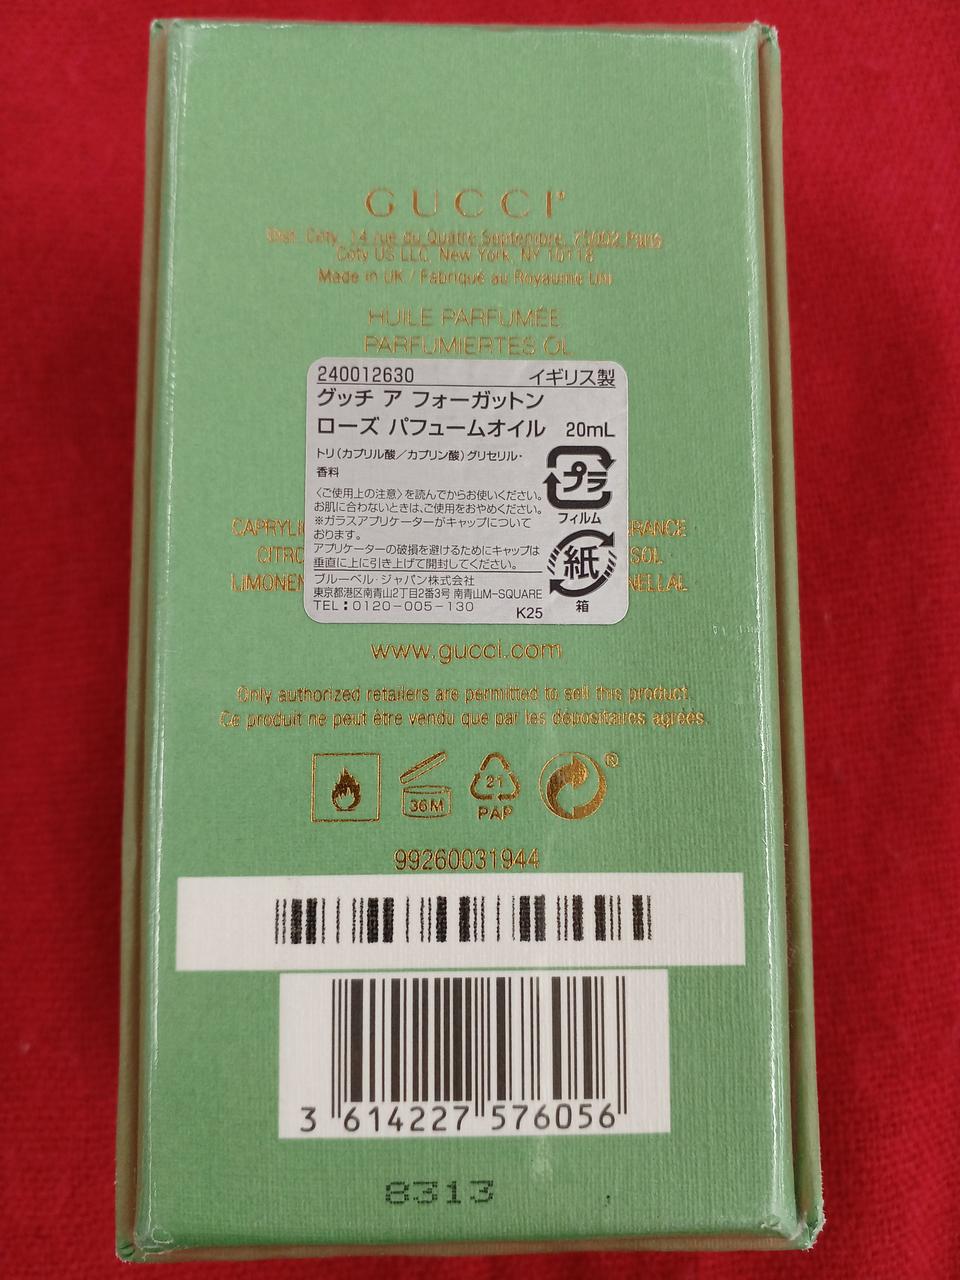 GUCCI®
Dist. Coty, 14 rue du Quatre Septembre, 75002 Paris
Coty US LLC, New York, NY 10118
Made in UK / Fabriqué au Royaume Uni
HUILE PARFUMÉE
PARFUMIERTES ÖL
240012630 イギリス製
グッチ ア フォーガットン
ローズ パフュームオイル 20mL
トリ(カプリル酸/カプリン酸)グリセリル・
香料
プラ
フィルム
〈ご使用上の注意〉を読んでからお使いください。
お肌に合わないときは、ご使用をおやめください。
※ガラスアプリケーターがキャップについて
おります。
アプリケーターの破損を避けるためにキャップは
垂直に上に引き上げて開封してください。
紙
箱
ブルーベル・ジャパン株式会社
東京都港区南青山2丁目2番3号 南青山M-SQUARE
TEL:0120-005-130 K25
CAPRYLI RANCE
CITRO SOL
LIMONEN NELLAL
www.gucci.com
Only authorized retailers are permitted to sell this product.
Ce produit ne peut être vendu que par les dépositaires agréés.
36M
21
PAP
®
99260031944
3 614227 576056
8313